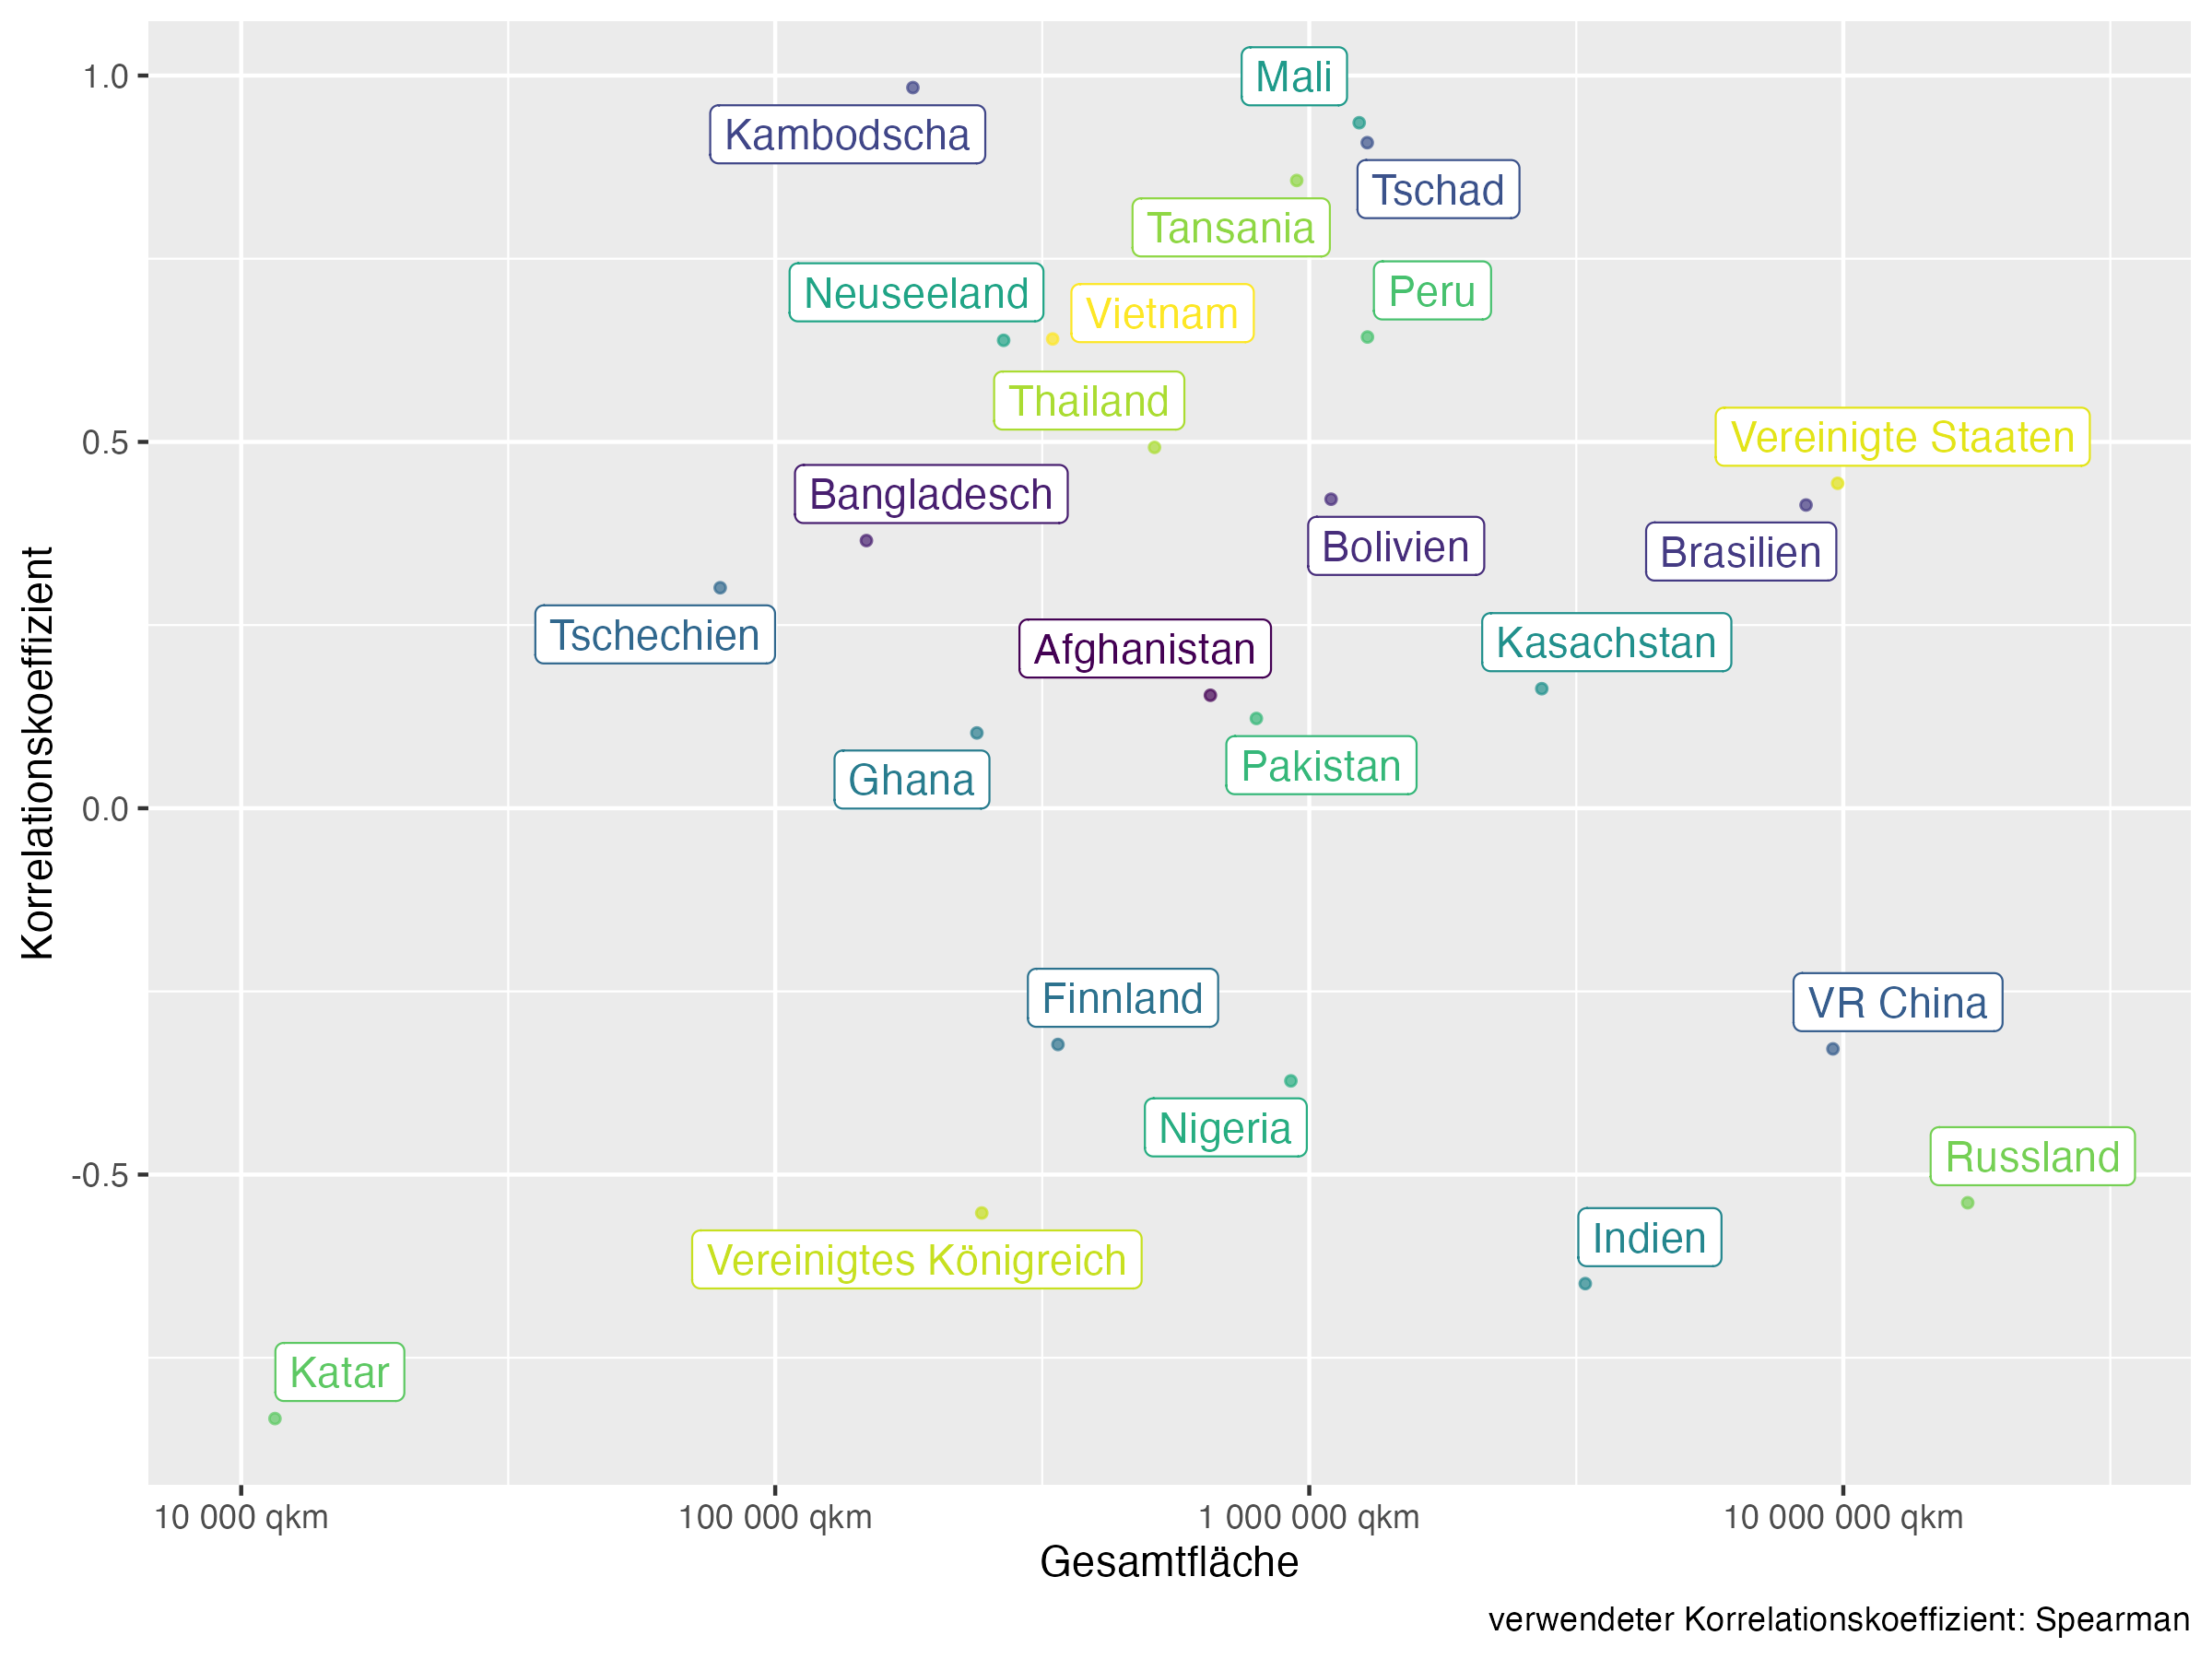 1.0
0.5
0.0
-0.5
Korrelationskoeffizient
Mali
Kambodscha
Tschad
Tansania
Neuseeland
Vietnam
Peru
Thailand
Vereinigte Staaten
Bangladesch
Bolivien
Brasilien
Tschechien
Afghanistan
Kasachstan
Ghana
Pakistan
Finnland
VR China
Nigeria
Russland
Vereinigtes Königreich
Indien
Katar
10 000 qkm
100 000 qkm
1 000 000 qkm
10 000 000 qkm
Gesamtfläche
verwendeter Korrelationskoeffizient: Spearman